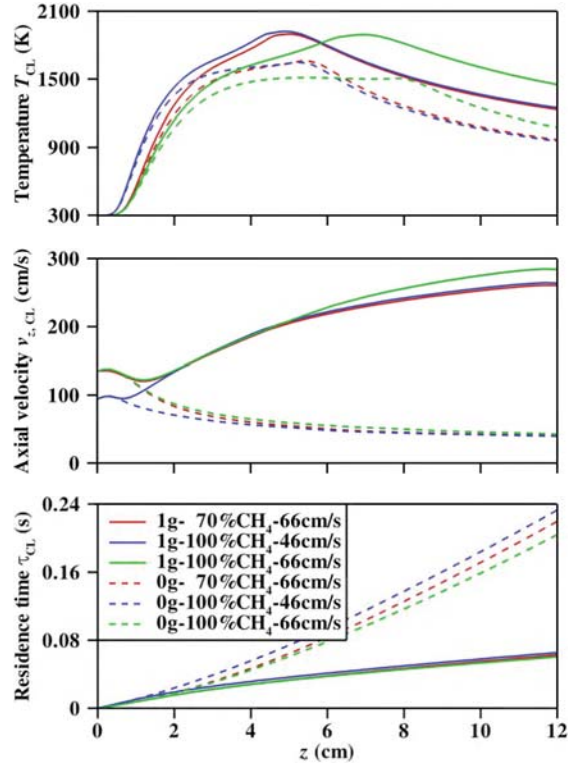 2100
1500
900
300
Temperature T_CL (K)
300
200
100
0
Axial velocity v_z, CL (cm/s)
0.24
0.16
0.08
0
Residence time τ_CL (s)
1g- 70%CH4-66cm/s
1g-100%CH4-46cm/s
1g-100%CH4-66cm/s
0g- 70%CH4-66cm/s
0g-100%CH4-46cm/s
0g-100%CH4-66cm/s
0 2 4 6 8 10 12
z (cm)